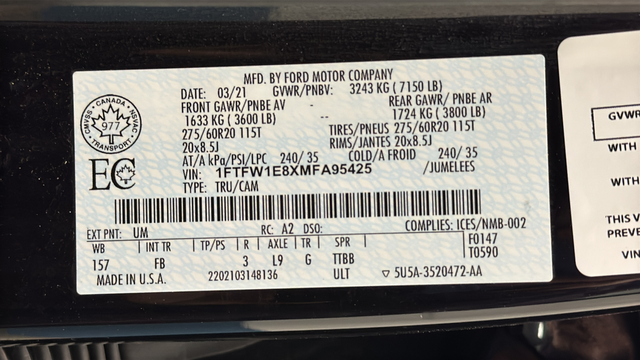 MFD. BY FORD MOTOR COMPANY
DATE: 03/21 GVWR/PNBV: 3243 KG ( 7150 LB)
FRONT GAWR/PNBE AV -- REAR GAWR/ PNBE AR
1633 KG ( 3600 LB) 1724 KG ( 3800 LB)
275/60R20 115T TIRES/PNEUS 275/60R20 115T
20x8.5J RIMS/JANTES 20x8.5J
AT/A kPa/PSI/LPC 240/ 35 COLD/A FROID 240/ 35
VIN: 1FTFW1E8XMFA95425 /JUMELEES
TYPE: TRU/CAM
CANADA
CMVSS NSVAC
977
TRANSPORT
EC
EXT PNT: UM RC: A2 DSO: COMPLIES: ICES/NMB-002
WB INT TR TP/PS R AXLE TR SPR F0147
157 FB 3 L9 G TTBB T0590
MADE IN U.S.A. 2202103148136 ULT ▽ 5U5A-3520472-AA
GVWR
WITH
WITH
THIS V
PREVE
VIN